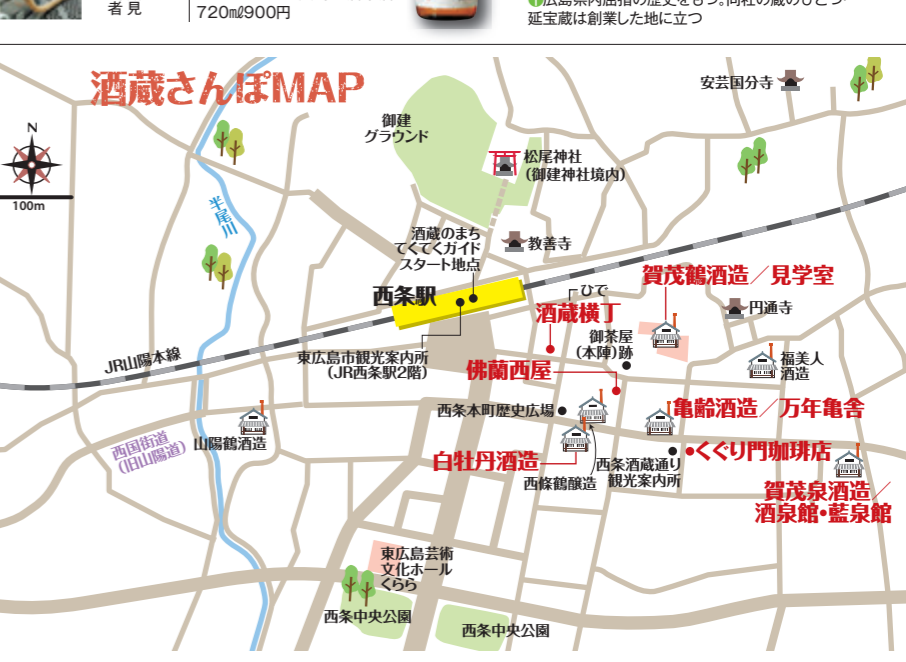 者 見
720㎖900円
広島県内屈指の歴史をもつ。同社の蔵のひとつ・
延宝蔵は創業した地に立つ
酒蔵さんぽMAP
N
100m
安芸国分寺
御建
グラウンド
松尾神社
(御建神社境内)
半尾川
酒蔵のまち
てくてくガイド
スタート地点
教善寺
西条駅
ひで
酒蔵横丁
賀茂鶴酒造/見学室
円通寺
御茶屋
(本陣)跡
JR山陽本線
東広島市観光案内所
(JR西条駅2階)
佛蘭西屋
福美人
酒造
西条本町歴史広場
亀齢酒造/万年亀舎
西国街道
(旧山陽道)
山陽鶴酒造
白牡丹酒造
西條鶴醸造
西条酒蔵通り
観光案内所
くぐり門珈琲店
賀茂泉酒造/
酒泉館・藍泉館
東広島芸術
文化ホール
くらら
西条中央公園
西条中央公園